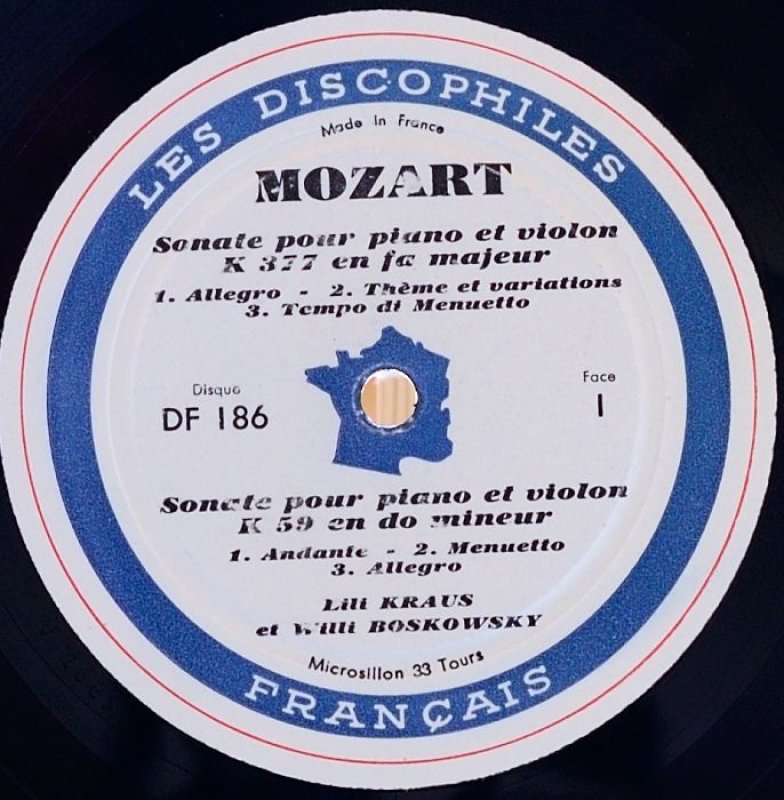 LES DISCOPHILES
Made In France
MOZART
Sonate pour piano et violon
K 377 en fa majeur
1. Allegro - 2. Thème et variations
3. Tempo di Menuetto
Disque
DF 186
Face
1
Sonate pour piano et violon
K 59 en do mineur
1. Andante - 2. Menuetto
3. Allegro
Lili KRAUS
et Willi BOSKOWSKY
Microsillon 33 Tours
FRANÇAIS